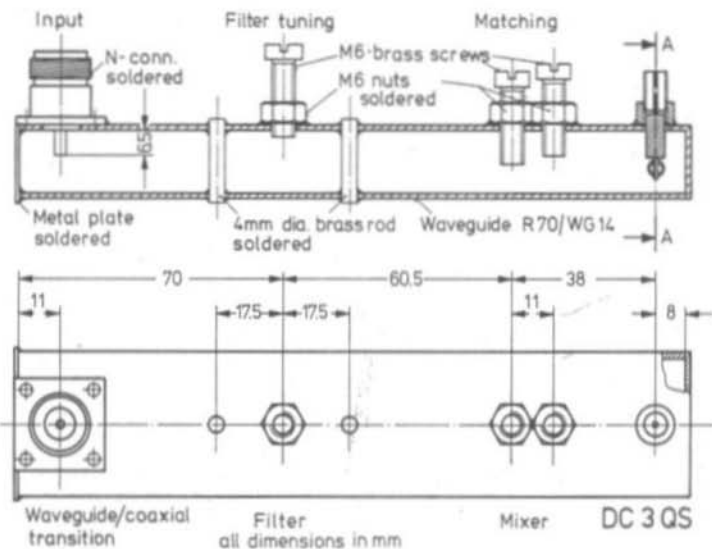 Input
Filter tuning
Matching
N-conn.
soldered
M6-brass screws
M6 nuts
soldered
A
6.5
Metal plate
soldered
4mm dia. brass rod
soldered
Waveguide R70/WG14
A
70
60.5
38
11
17.5
17.5
11
8
Waveguide/coaxial
transition
Filter
all dimensions in mm
Mixer
DC 3 QS